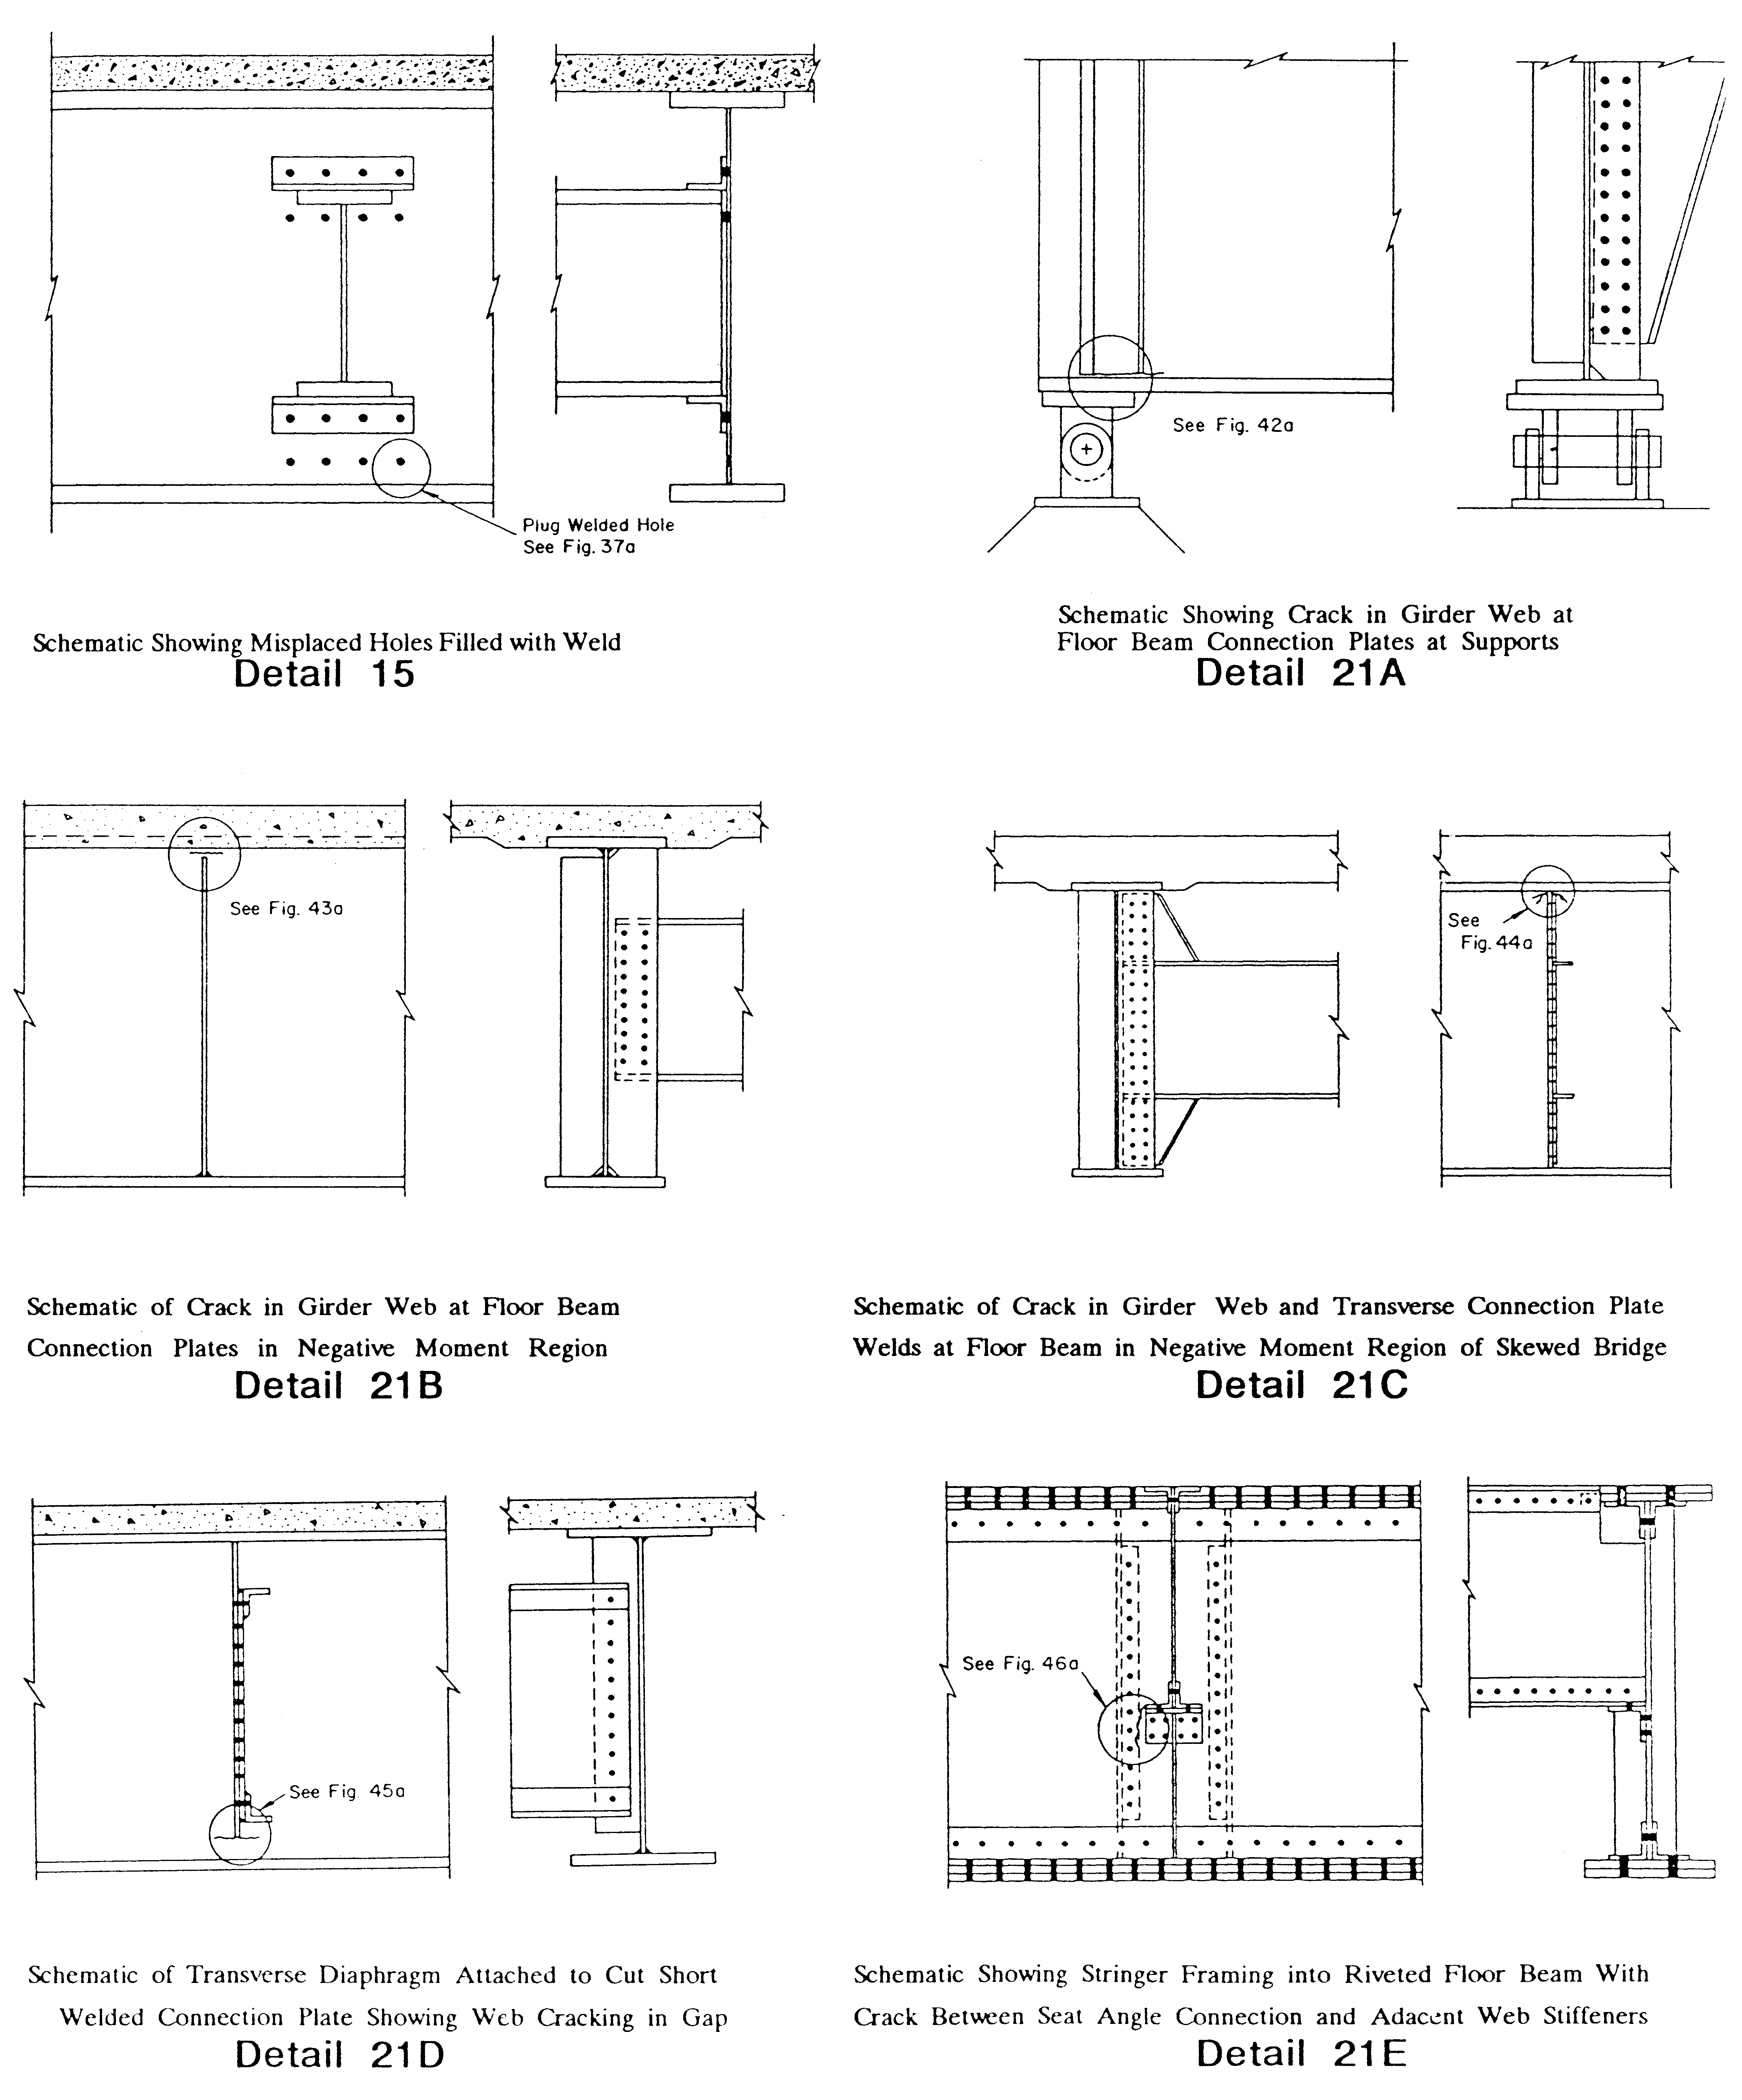 Plug Welded Hole
See Fig. 37a
Schematic Showing Misplaced Holes Filled with Weld
Detail 15
See Fig. 42a
Schematic Showing Crack in Girder Web at
Floor Beam Connection Plates at Supports
Detail 21A
See Fig. 43a
Schematic of Crack in Girder Web at Floor Beam
Connection Plates in Negative Moment Region
Detail 21B
See
Fig. 44a
Schematic of Crack in Girder Web and Transverse Connection Plate
Welds at Floor Beam in Negative Moment Region of Skewed Bridge
Detail 21C
See Fig. 45a
Schematic of Transverse Diaphragm Attached to Cut Short
Welded Connection Plate Showing Web Cracking in Gap
Detail 21D
See Fig. 46a
Schematic Showing Stringer Framing into Riveted Floor Beam With
Crack Between Seat Angle Connection and Adacent Web Stiffeners
Detail 21E